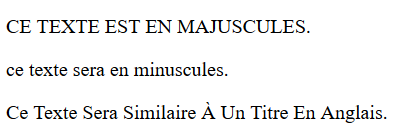 CE TEXTE EST EN MAJUSCULES.
ce texte sera en minuscules.
Ce Texte Sera Similaire À Un Titre En Anglais.